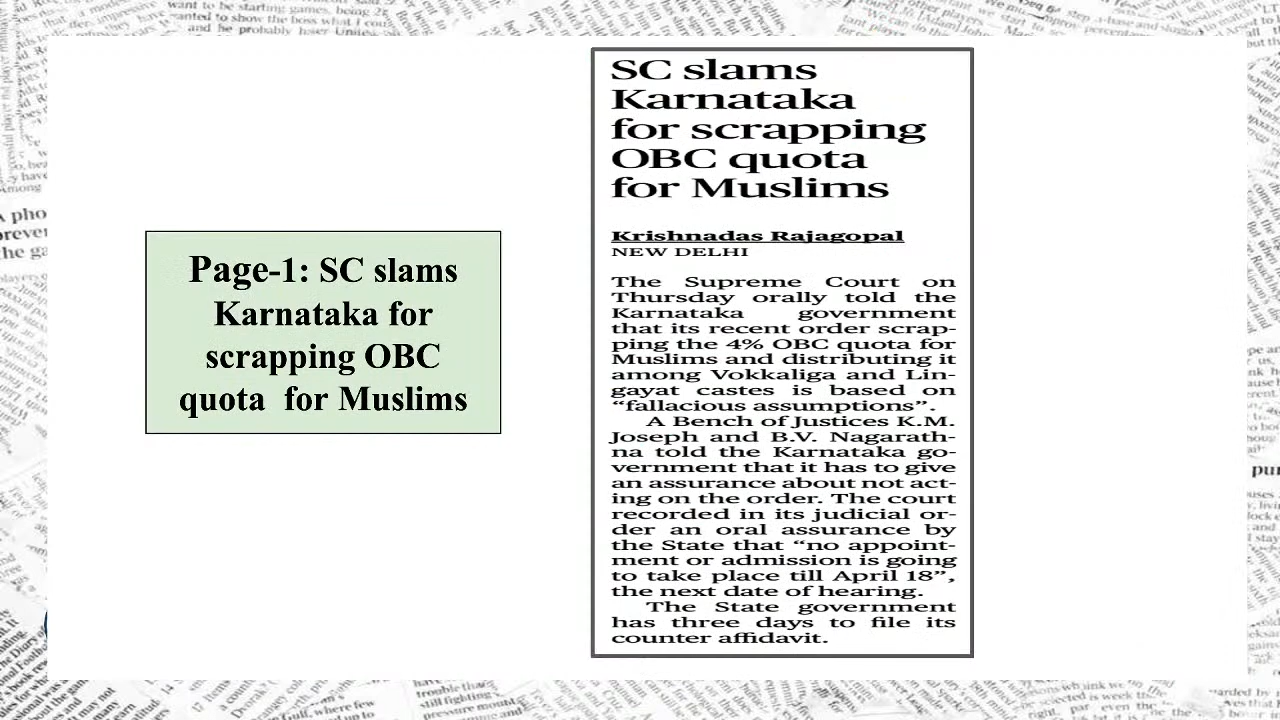 Page-1: SC slams
Karnataka for
scrapping OBC
quota for Muslims
SC slams
Karnataka
for scrapping
OBC quota
for Muslims
Krishnadas Rajagopal
NEW DELHI
The Supreme Court on
Thursday orally told the
Karnataka government
that its recent order scrap-
ping the 4% OBC quota for
Muslims and distributing it
among Vokkaliga and Lin-
gayat castes is based on
“fallacious assumptions”.
A Bench of Justices K.M.
Joseph and B.V. Nagarath-
na told the Karnataka go-
vernment that it has to give
an assurance about not act-
ing on the order. The court
recorded in its judicial or-
der an oral assurance by
the State that “no appoint-
ment or admission is going
to take place till April 18”,
the next date of hearing.
The State government
has three days to file its
counter affidavit.